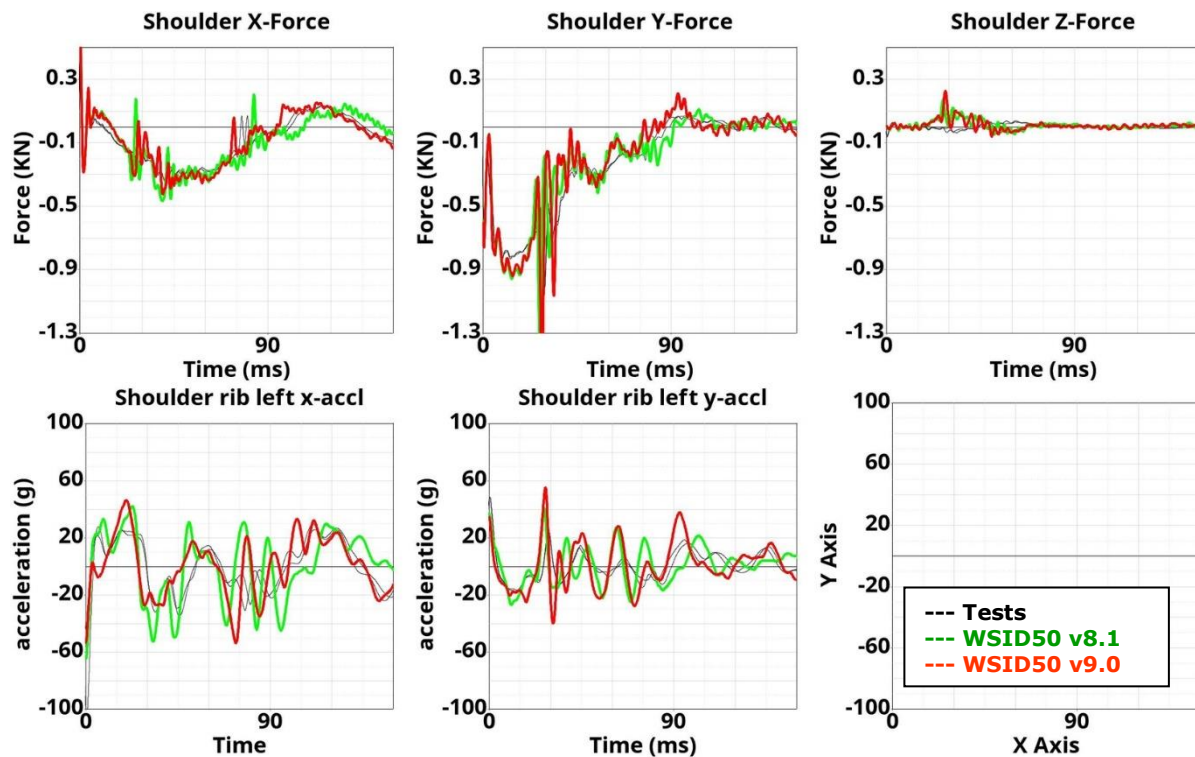 Shoulder X-Force
Shoulder Y-Force
Shoulder Z-Force
Force (KN)
0.3
-0.1
-0.5
-0.9
-1.3
0
90
Time (ms)
Force (KN)
0.3
-0.1
-0.5
-0.9
-1.3
0
90
Time (ms)
Force (KN)
0.3
-0.1
-0.5
-0.9
-1.3
0
90
Time (ms)
Shoulder rib left x-accl
Shoulder rib left y-accl
acceleration (g)
100
60
20
-20
-60
-100
0
90
Time
acceleration (g)
100
60
20
-20
-60
-100
0
90
Time (ms)
Y Axis
100
60
20
-20
-60
-100
0
90
X Axis
--- Tests
--- WSID50 v8.1
--- WSID50 v9.0